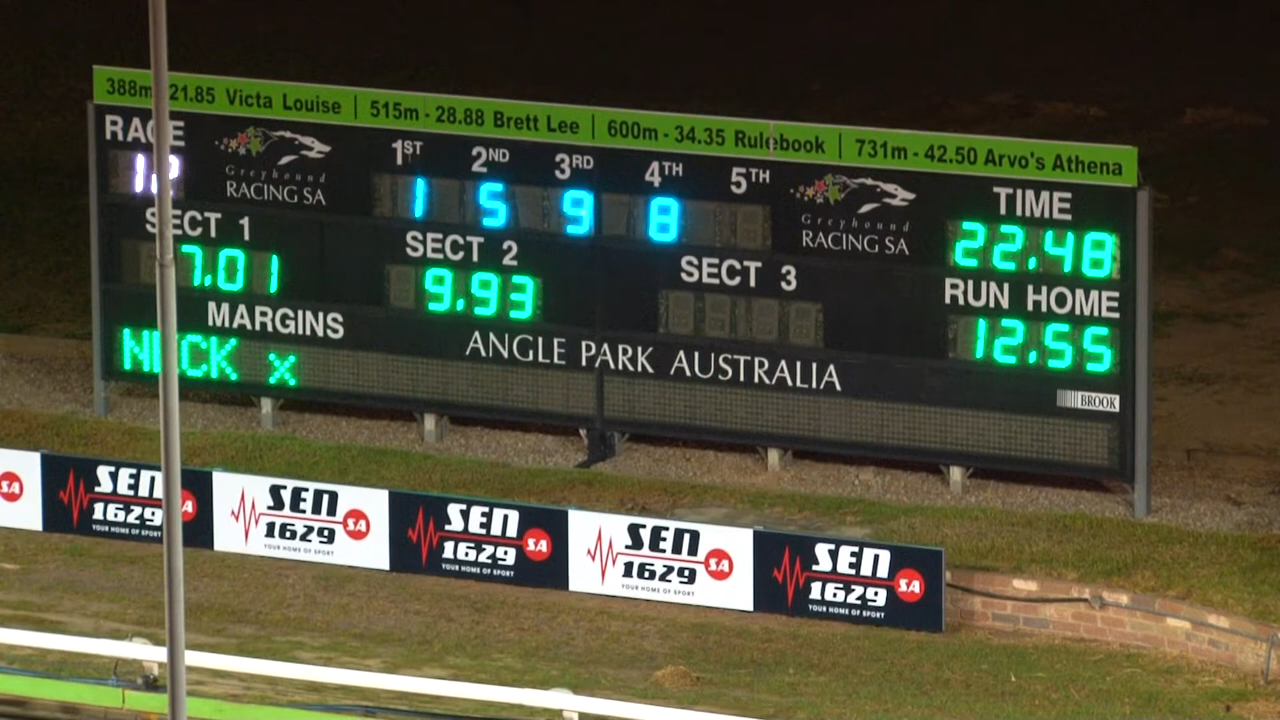 388m 21.85 Victa Louise | 515m - 28.88 Brett Lee | 600m - 34.35 Rulebook | 731m - 42.50 Arvo's Athena
RACE
Greyhound
RACING SA
1ST 2ND 3RD 4TH 5TH
1 5 9 8
Greyhound
RACING SA
TIME
22.48
SECT 1
7.01
SECT 2
9.93
SECT 3
RUN HOME
12.55
MARGINS
NECK x
ANGLE PARK AUSTRALIA
BROOK
SA
SEN
1629 SA
YOUR HOME OF SPORT
SEN
1629 SA
YOUR HOME OF SPORT
SEN
1629 SA
YOUR HOME OF SPORT
SEN
1629 SA
YOUR HOME OF SPORT
SEN
1629 SA
YOUR HOME OF SPORT